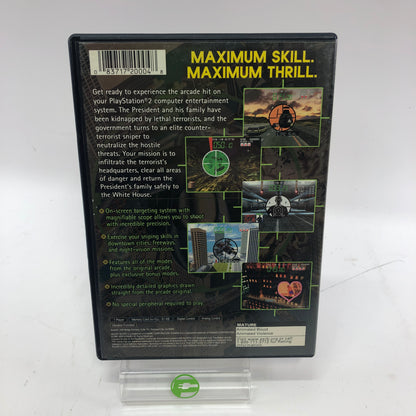 0 83717 20004 8
MAXIMUM SKILL.
MAXIMUM THRILL.
Get ready to experience the arcade hit on
your PlayStation®2 computer entertainment
system. The President and his family have
been kidnapped by lethal terrorists, and the
government turns to an elite counter-
terrorist sniper to
neutralize the hostile
threats. Your mission is to
infiltrate the terrorist's
headquarters, clear all areas
of danger and return the
President's family safely to
the White House.
On-screen targeting system with
magnifiable scope allows you to shoot
with incredible precision.
Exercise your sniping skills in
downtown cities, freeways,
and night-vision missions.
Features all of the modes
from the original arcade,
plus exclusive bonus modes.
Incredibly detailed graphics drawn
straight from the arcade original.
No special peripheral required to play.
MATURE
Animated Blood
Animated Violence